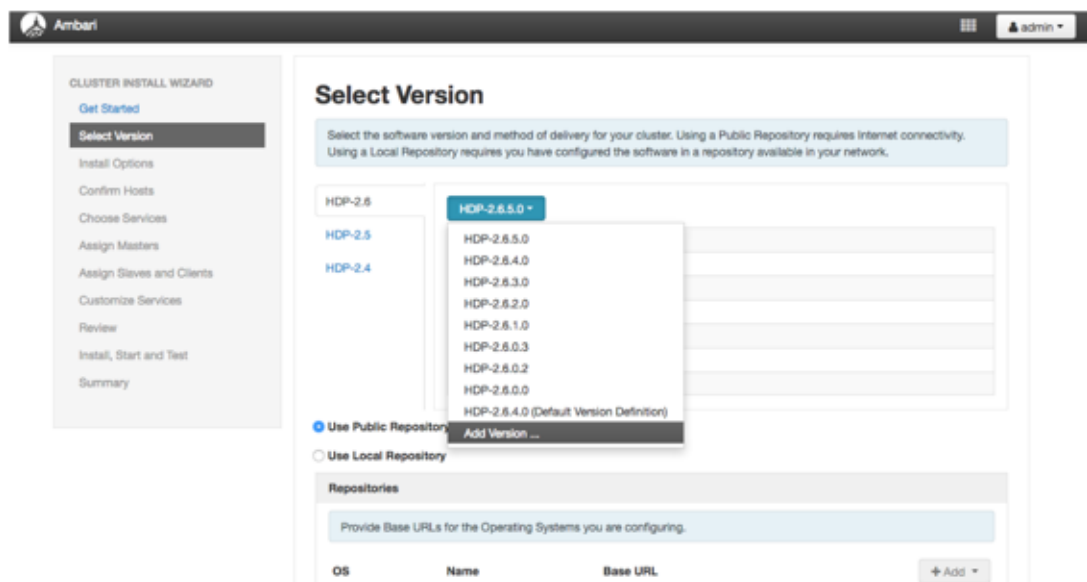 Ambari
admin
CLUSTER INSTALL WIZARD
Get Started
Select Version
Install Options
Confirm Hosts
Choose Services
Assign Masters
Assign Slaves and Clients
Customize Services
Review
Install, Start and Test
Summary
Select Version
Select the software version and method of delivery for your cluster. Using a Public Repository requires Internet connectivity.
Using a Local Repository requires you have configured the software in a repository available in your network.
HDP-2.6
HDP-2.5
HDP-2.4
HDP-2.6.5.0
HDP-2.6.5.0
HDP-2.6.4.0
HDP-2.6.3.0
HDP-2.6.2.0
HDP-2.6.1.0
HDP-2.6.0.3
HDP-2.6.0.2
HDP-2.6.0.0
HDP-2.6.4.0 (Default Version Definition)
Add Version ...
Use Public Repository
Use Local Repository
Repositories
Provide Base URLs for the Operating Systems you are configuring.
OS Name Base URL + Add